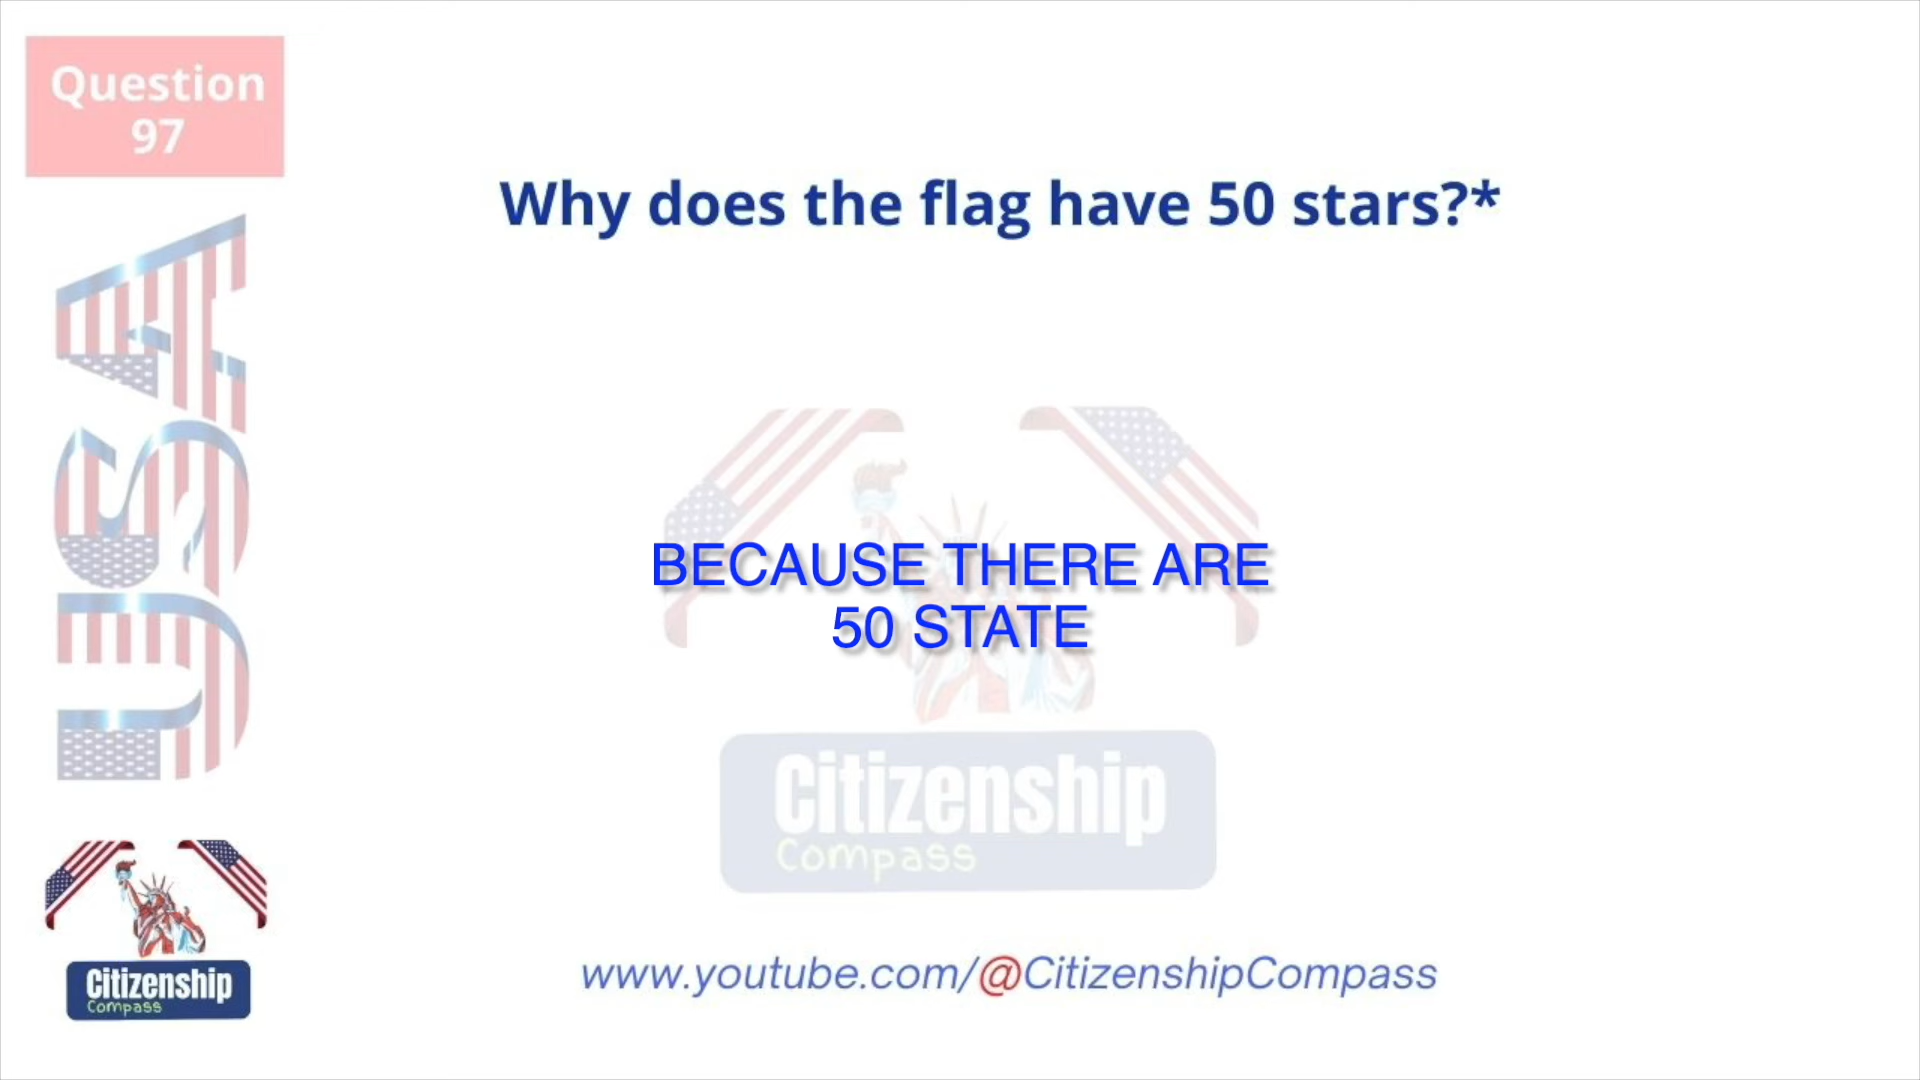 Question
97
Why does the flag have 50 stars?*
USA
BECAUSE THERE ARE
50 STATE
Citizenship
Compass
Citizenship
Compass
www.youtube.com/@CitizenshipCompass